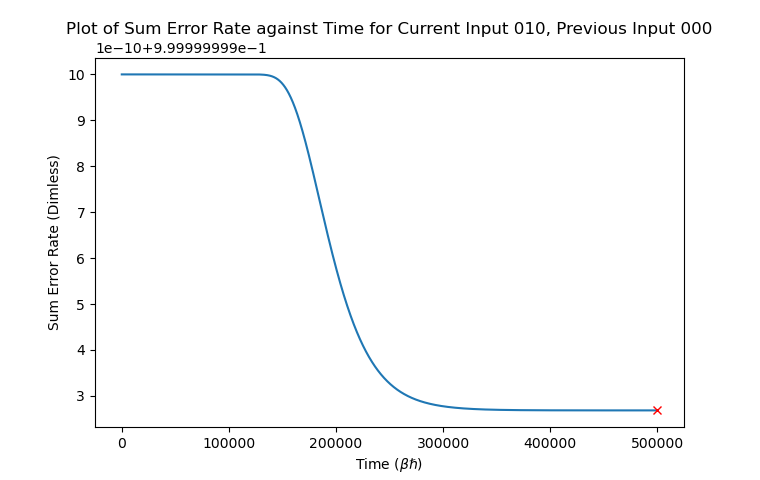 Plot of Sum Error Rate against Time for Current Input 010, Previous Input 000
1e−10+9.99999999e−1
10
9
8
7
6
5
4
3
Sum Error Rate (Dimless)
0 100000 200000 300000 400000 500000
Time (βħ)